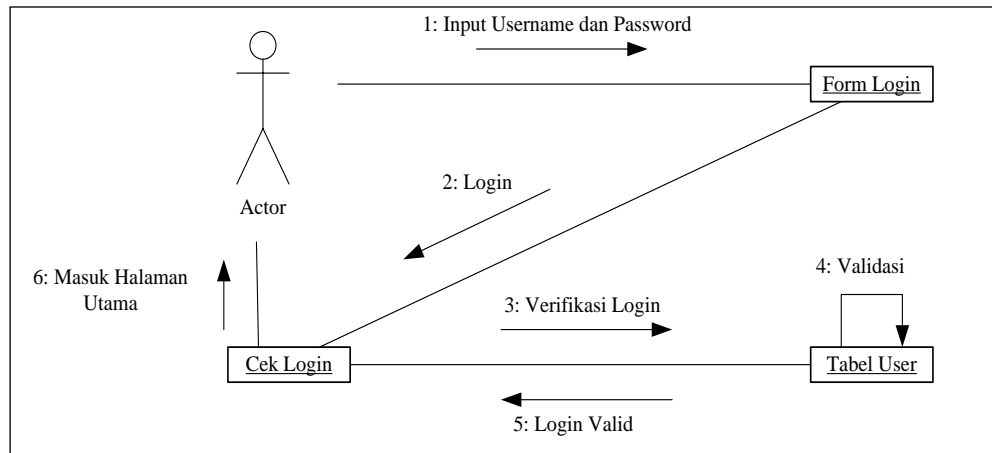 1: Input Username dan Password
Form Login
2: Login
Actor
4: Validasi
6: Masuk Halaman
Utama
3: Verifikasi Login
Cek Login
Tabel User
5: Login Valid